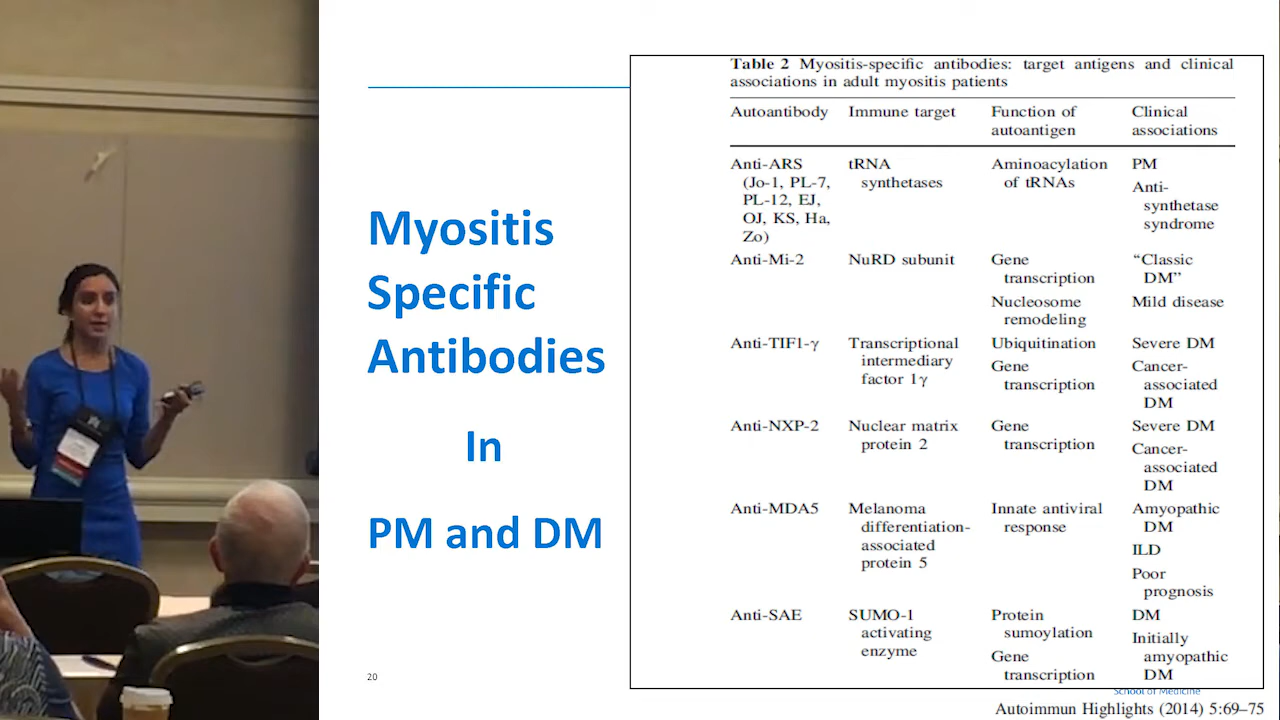 Myositis
Specific
Antibodies
In
PM and DM
20
Table 2 Myositis-specific antibodies: target antigens and clinical
associations in adult myositis patients
Autoantibody Immune target Function of Clinical
autoantigen associations
Anti-ARS tRNA Aminoacylation PM
(Jo-1, PL-7, synthetases of tRNAs Anti-
PL-12, EJ, synthetase
OJ, KS, Ha, syndrome
Zo)
Anti-Mi-2 NuRD subunit Gene “Classic
transcription DM”
Nucleosome Mild disease
remodeling
Anti-TIF1-γ Transcriptional Ubiquitination Severe DM
intermediary Gene Cancer-
factor 1γ transcription associated
DM
Anti-NXP-2 Nuclear matrix Gene Severe DM
protein 2 transcription Cancer-
associated
DM
Anti-MDA5 Melanoma Innate antiviral Amyopathic
differentiation- response DM
associated ILD
protein 5 Poor
prognosis
Anti-SAE SUMO-1 Protein DM
activating sumoylation Initially
enzyme Gene amyopathic
transcription DM
School of Medicine
Autoimmun Highlights (2014) 5:69–75